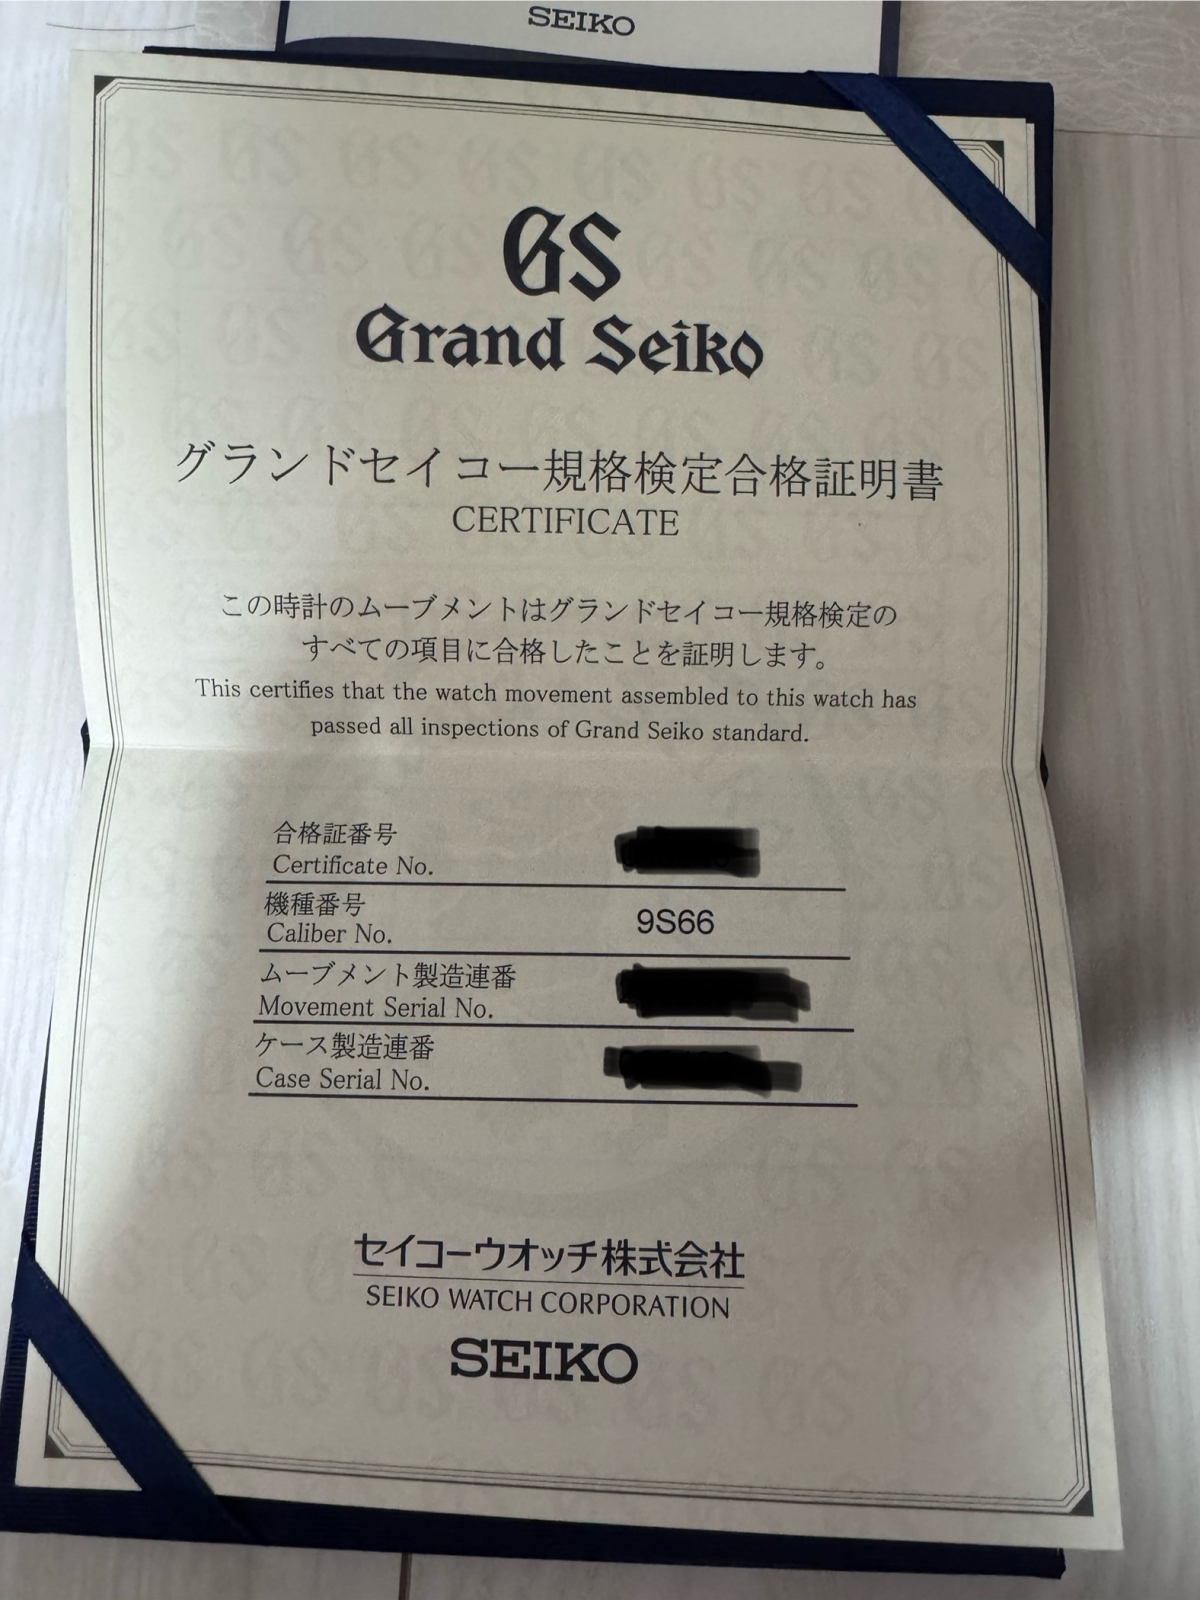 SEIKO
GS
Grand Seiko
グランドセイコー規格検定合格証明書
CERTIFICATE
この時計のムーブメントはグランドセイコー規格検定の
すべての項目に合格したことを証明します。
This certifies that the watch movement assembled to this watch has
passed all inspections of Grand Seiko standard.
合格証番号
Certificate No.
機種番号
Caliber No.
9S66
ムーブメント製造連番
Movement Serial No.
ケース製造連番
Case Serial No.
セイコーウオッチ株式会社
SEIKO WATCH CORPORATION
SEIKO